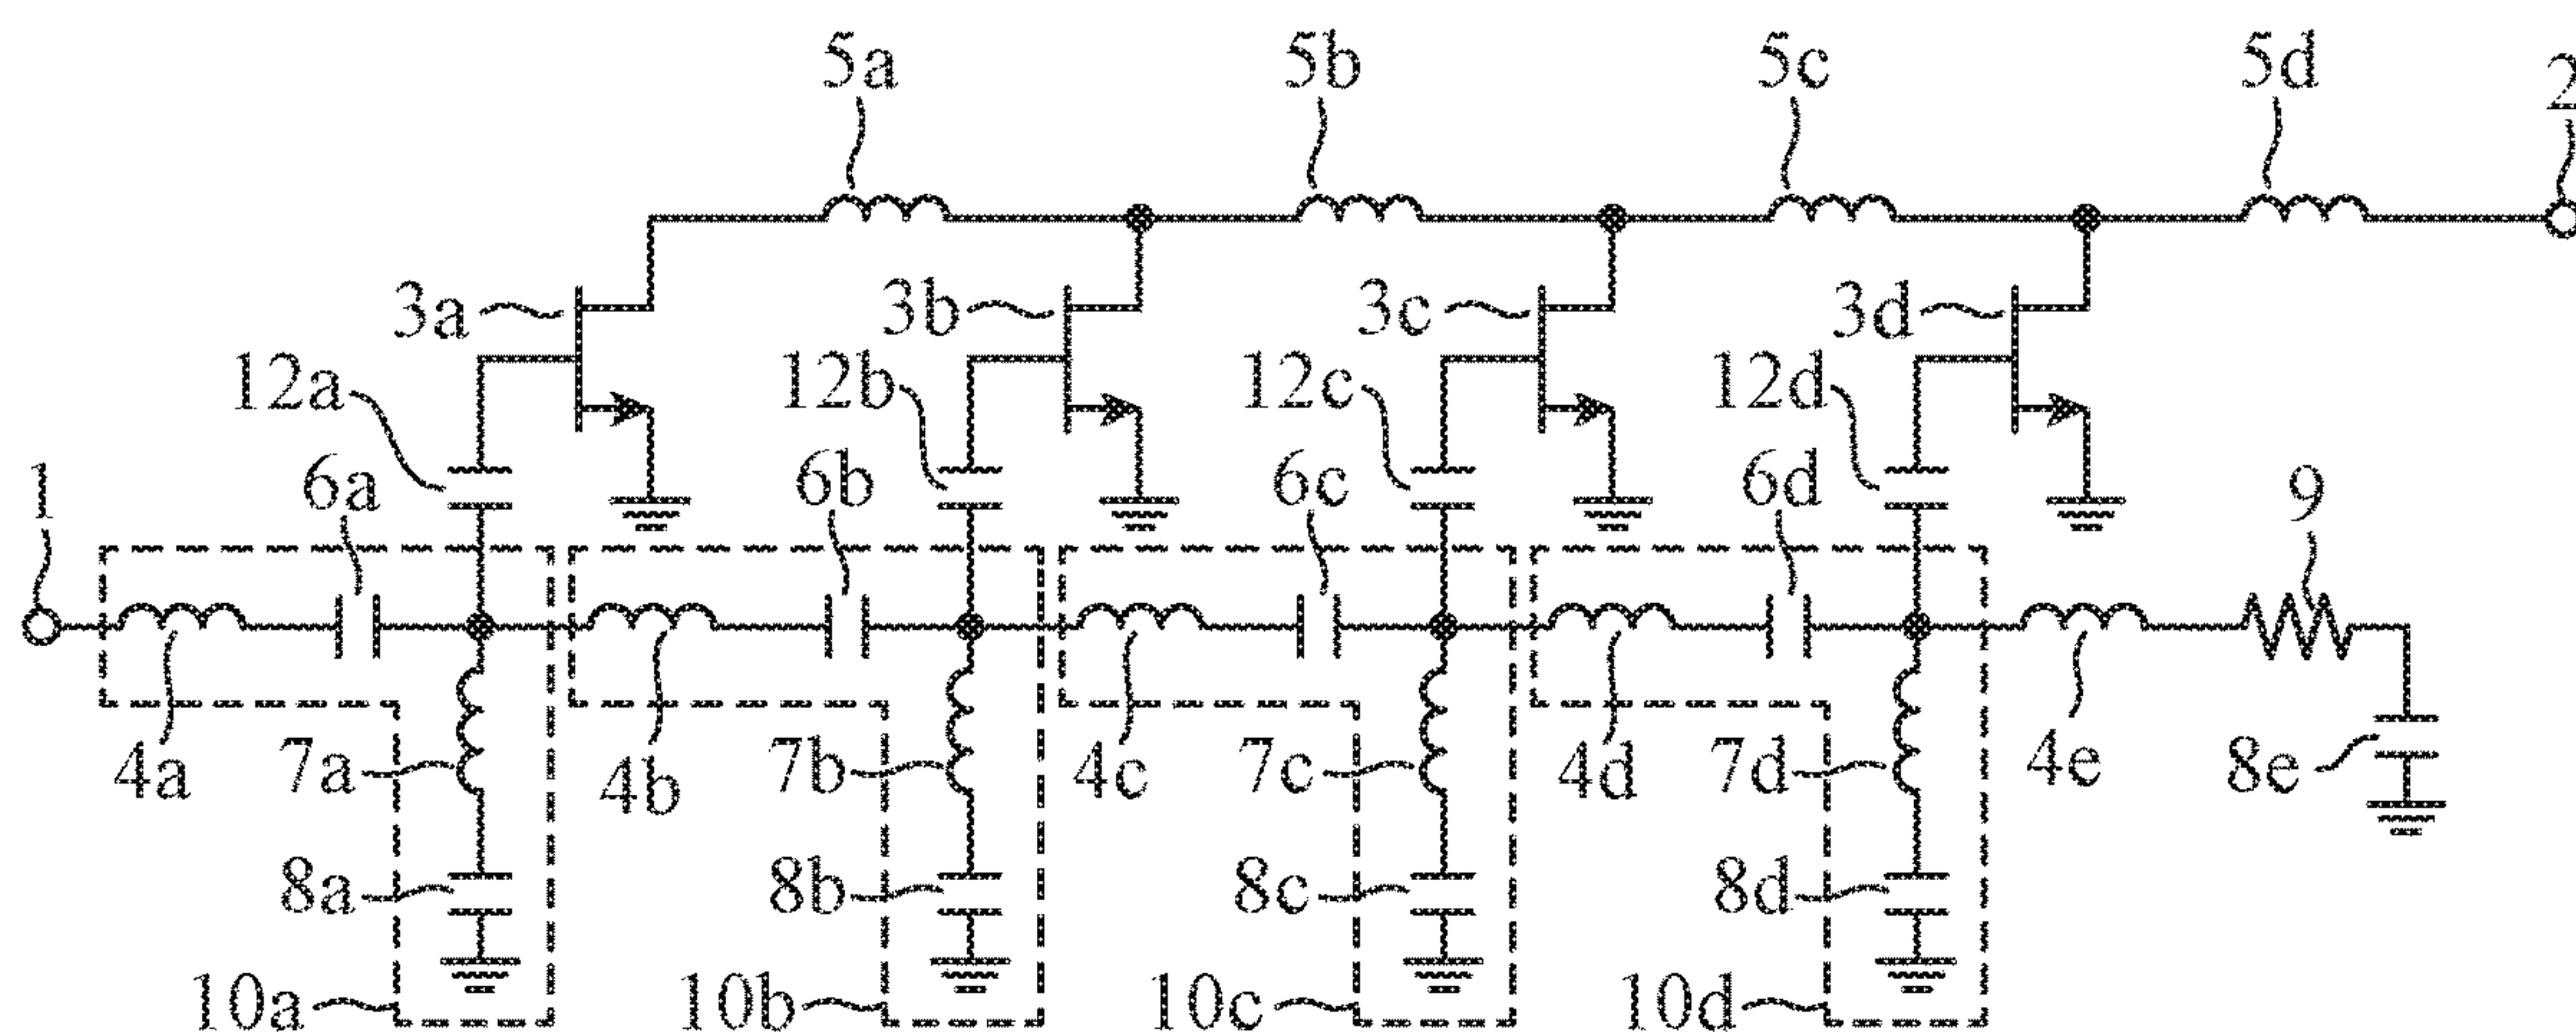 5a 5b 5c 5d 2
3a 3b 3c 3d
12a 12b 12c 12d
1 6a 6b 6c 6d 9
4a 7a 4b 7b 4c 7c 4d 7d 4e 8e
8a 8b 8c 8d
10a 10b 10c 10d